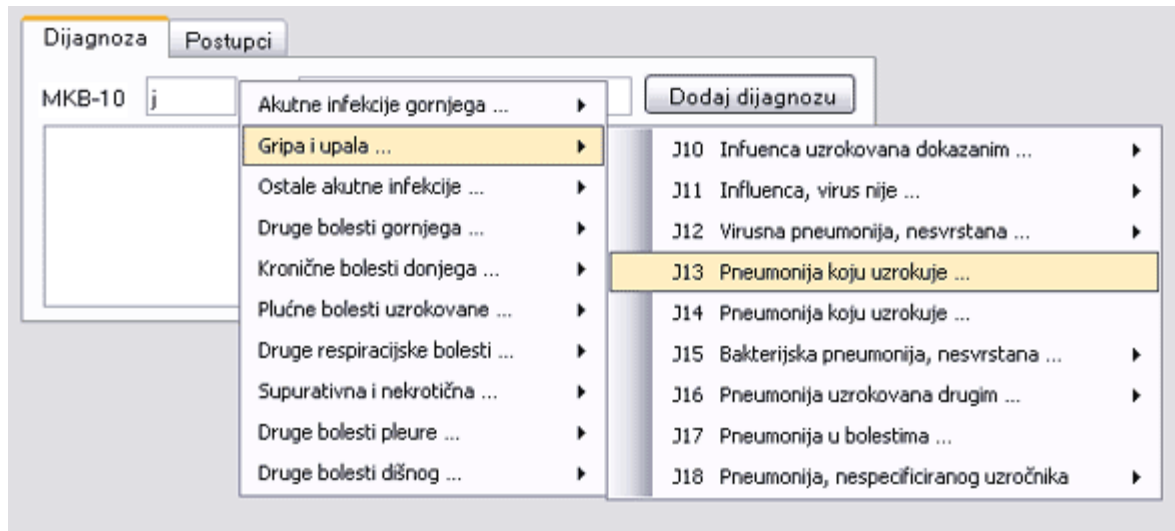 Dijagnoza
Postupci
MKB-10 j
Dodaj dijagnozu
Akutne infekcije gornjega ...
Gripa i upala ...
Ostale akutne infekcije ...
Druge bolesti gornjega ...
Kronične bolesti donjega ...
Plućne bolesti uzrokovane ...
Druge respiracijske bolesti ...
Supurativna i nekrotična ...
Druge bolesti pleure ...
Druge bolesti dišnog ...
J10 Infuenca uzrokovana dokazanim ...
J11 Influenca, virus nije ...
J12 Virusna pneumonija, nesvrstana ...
J13 Pneumonija koju uzrokuje ...
J14 Pneumonija koju uzrokuje ...
J15 Bakterijska pneumonija, nesvrstana ...
J16 Pneumonija uzrokovana drugim ...
J17 Pneumonija u bolestima ...
J18 Pneumonija, nespecificiranog uzročnika